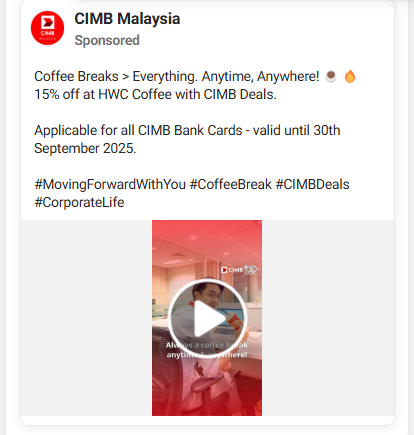 CIMB Malaysia
Sponsored
Coffee Breaks > Everything. Anytime, Anywhere! ☕ 🔥
15% off at HWC Coffee with CIMB Deals.
Applicable for all CIMB Bank Cards - valid until 30th
September 2025.
#MovingForwardWithYou #CoffeeBreak #CIMBDeals
#CorporateLife
CIMB
Always a coffee break
anytime & anywhere!